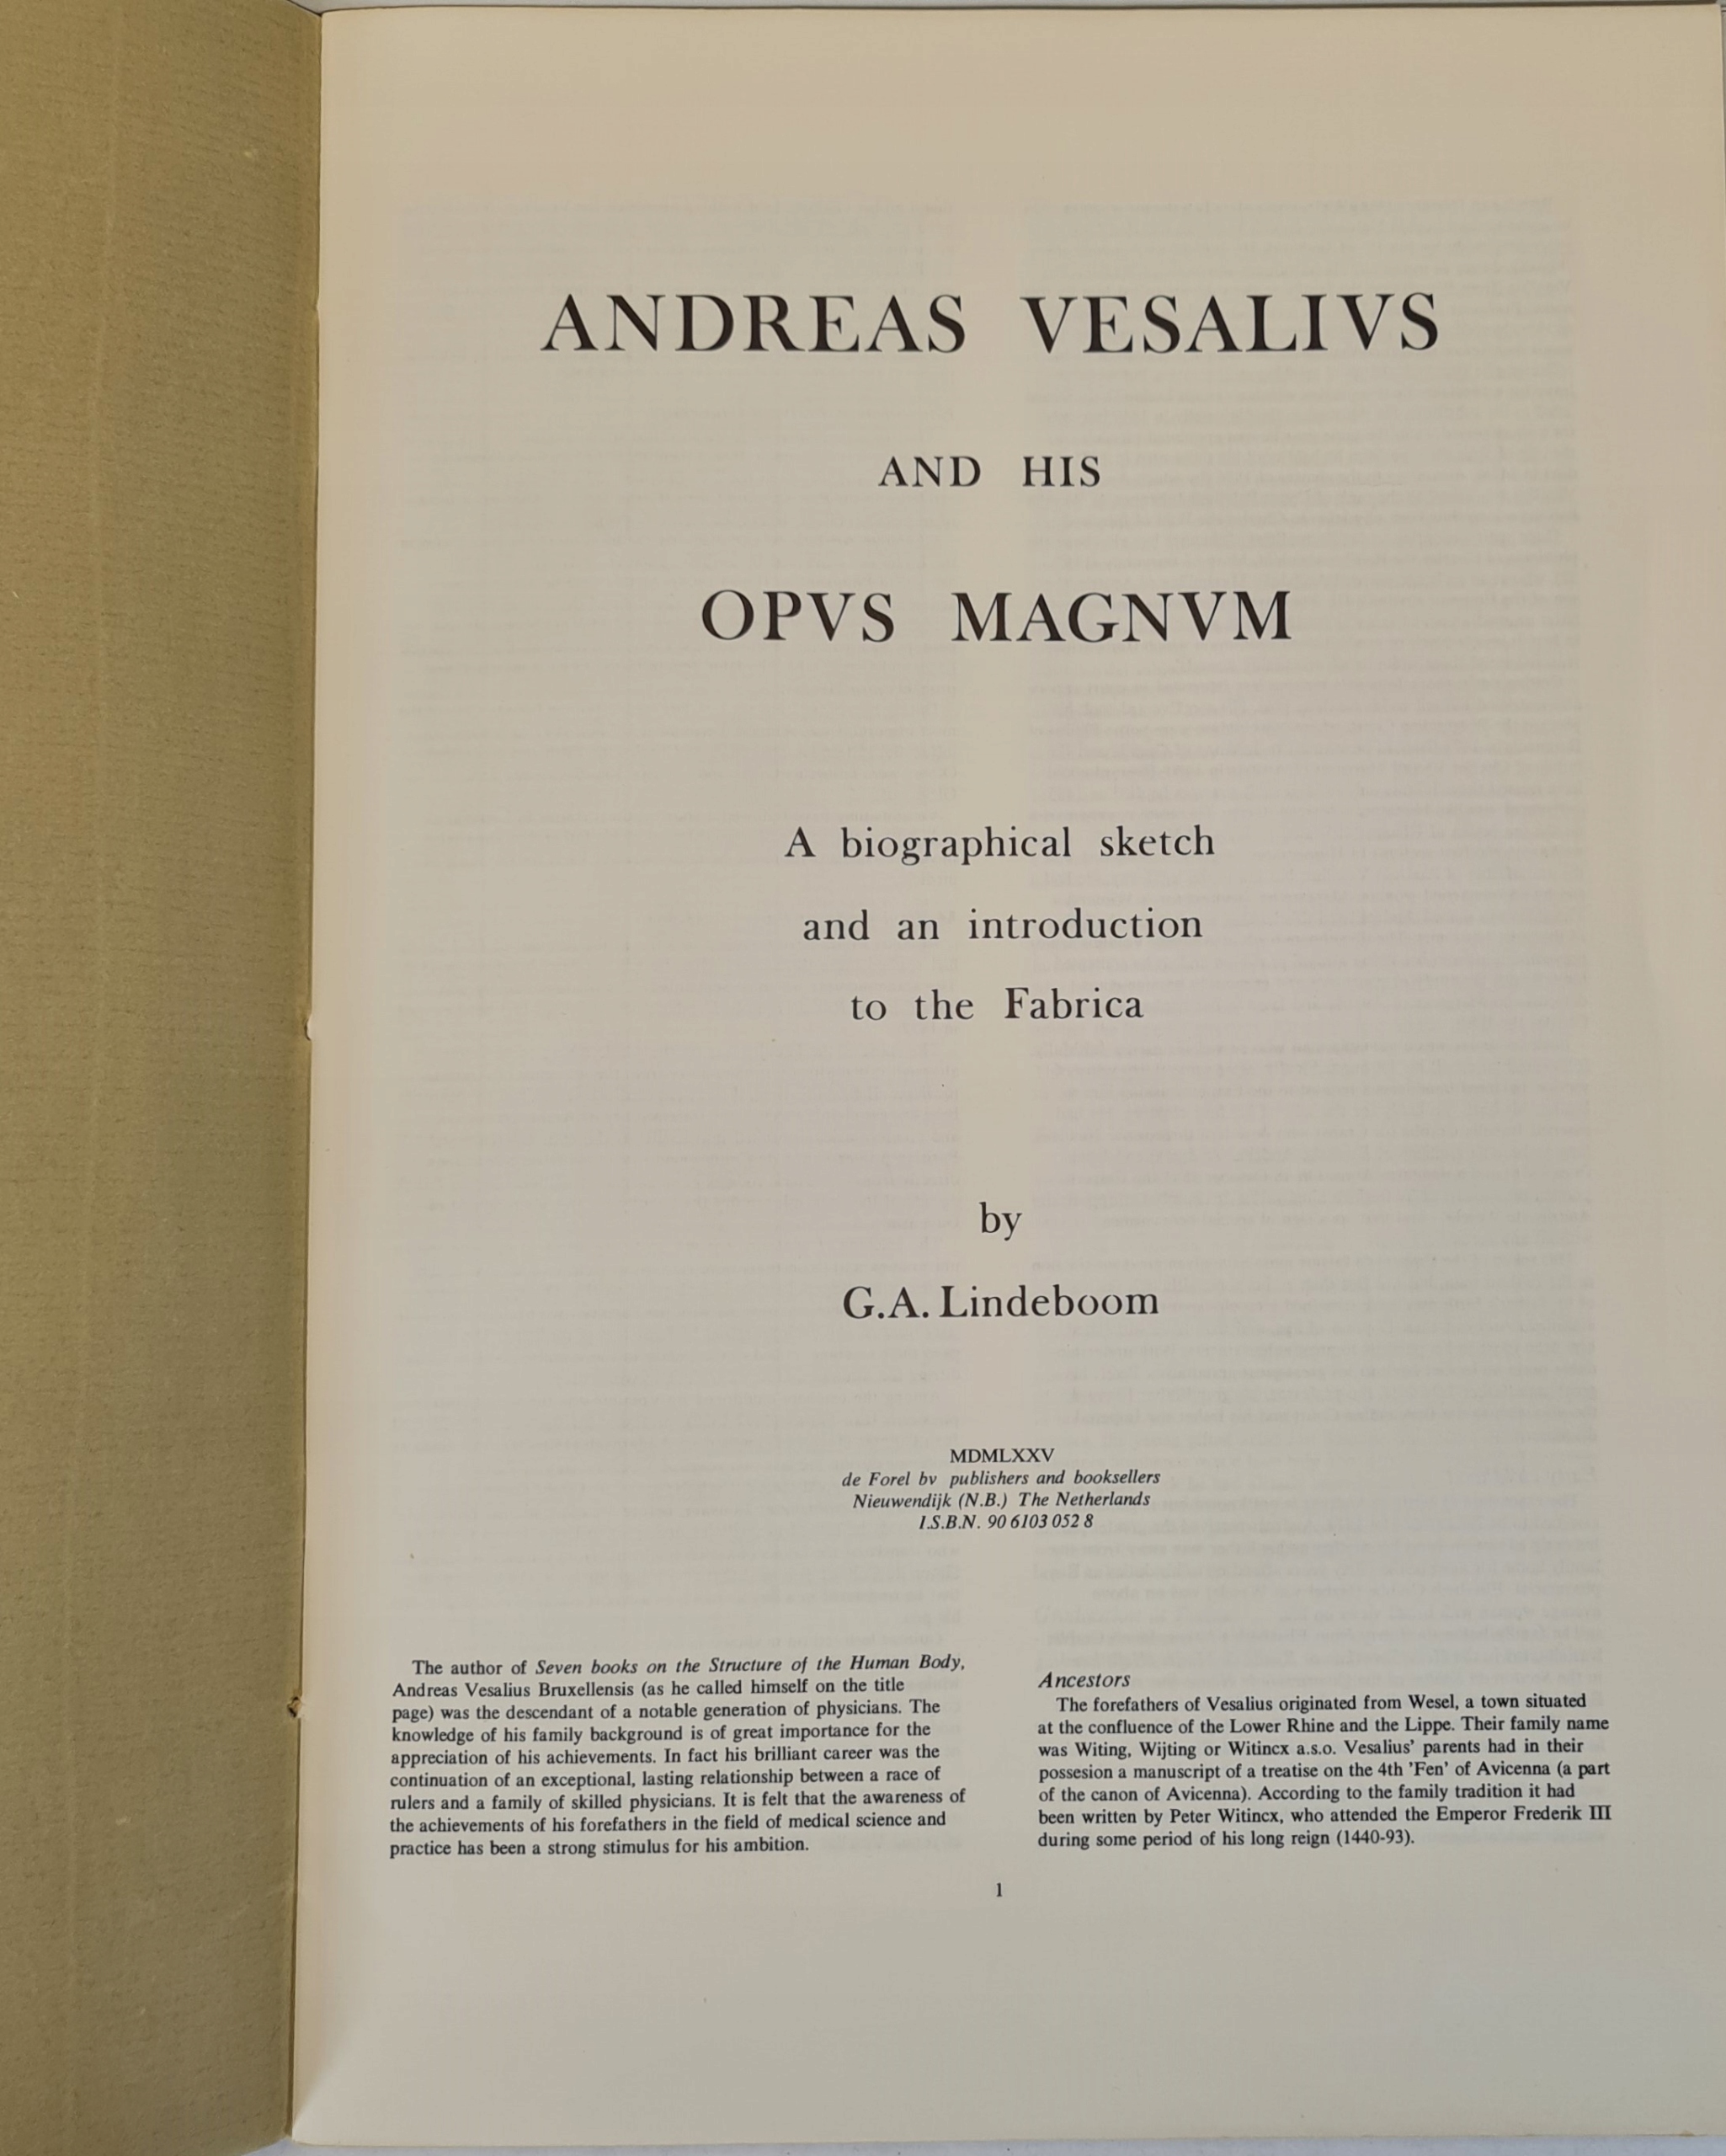 ANDREAS VESALIVS
AND HIS
OPVS MAGNVM
A biographical sketch
and an introduction
to the Fabrica
by
G.A. Lindeboom
MDMLXXV
de Forel bv publishers and booksellers
Nieuwendijk (N.B.) The Netherlands
I.S.B.N. 90 6103 052 8
The author of Seven books on the Structure of the Human Body,
Andreas Vesalius Bruxellensis (as he called himself on the title
page) was the descendant of a notable generation of physicians. The
knowledge of his family background is of great importance for the
appreciation of his achievements. In fact his brilliant career was the
continuation of an exceptional, lasting relationship between a race of
rulers and a family of skilled physicians. It is felt that the awareness of
the achievements of his forefathers in the field of medical science and
practice has been a strong stimulus for his ambition.
Ancestors
The forefathers of Vesalius originated from Wesel, a town situated
at the confluence of the Lower Rhine and the Lippe. Their family name
was Witing, Wijting or Witincx a.s.o. Vesalius' parents had in their
possesion a manuscript of a treatise on the 4th 'Fen' of Avicenna (a part
of the canon of Avicenna). According to the family tradition it had
been written by Peter Witincx, who attended the Emperor Frederik III
during some period of his long reign (1440-93).
1